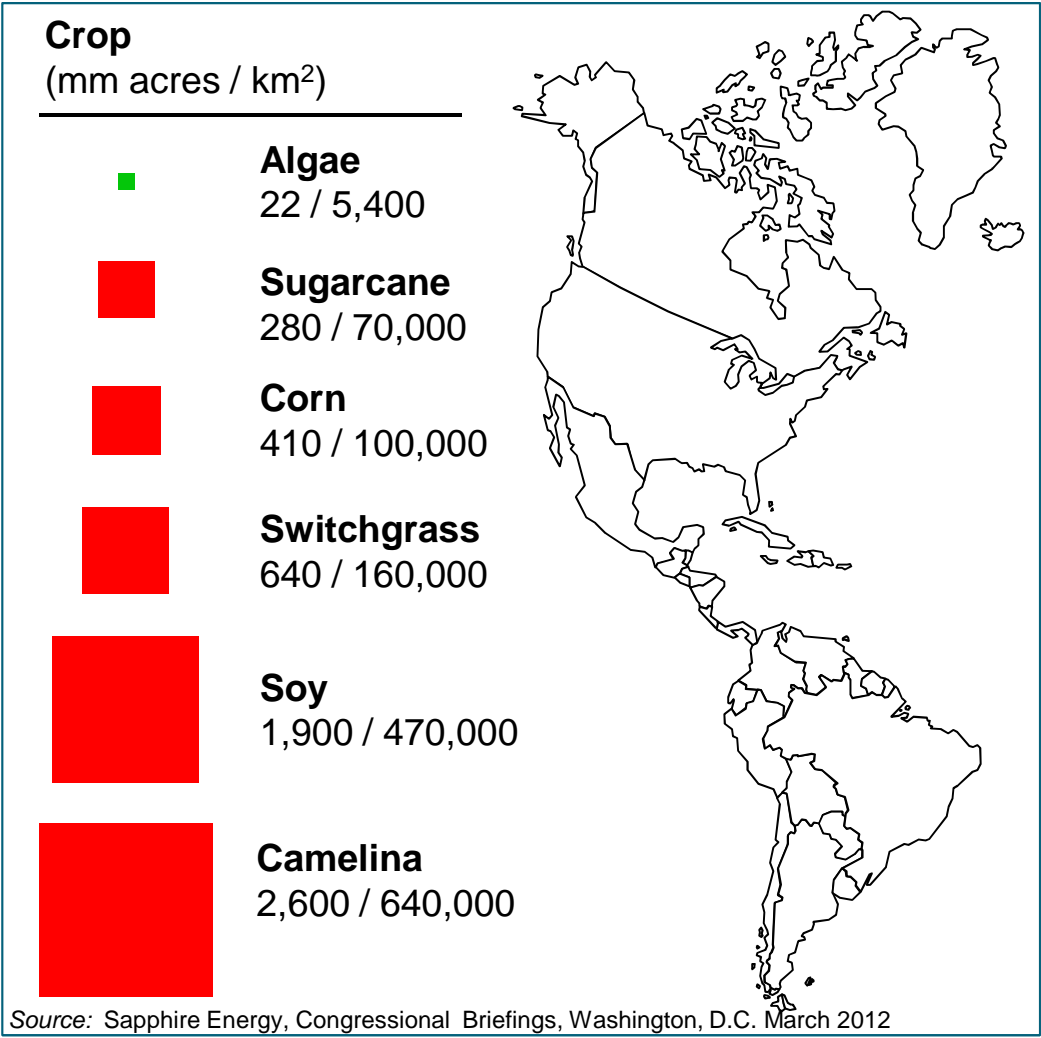 Crop
(mm acres / km²)
Algae
22 / 5,400
Sugarcane
280 / 70,000
Corn
410 / 100,000
Switchgrass
640 / 160,000
Soy
1,900 / 470,000
Camelina
2,600 / 640,000
Source: Sapphire Energy, Congressional Briefings, Washington, D.C. March 2012